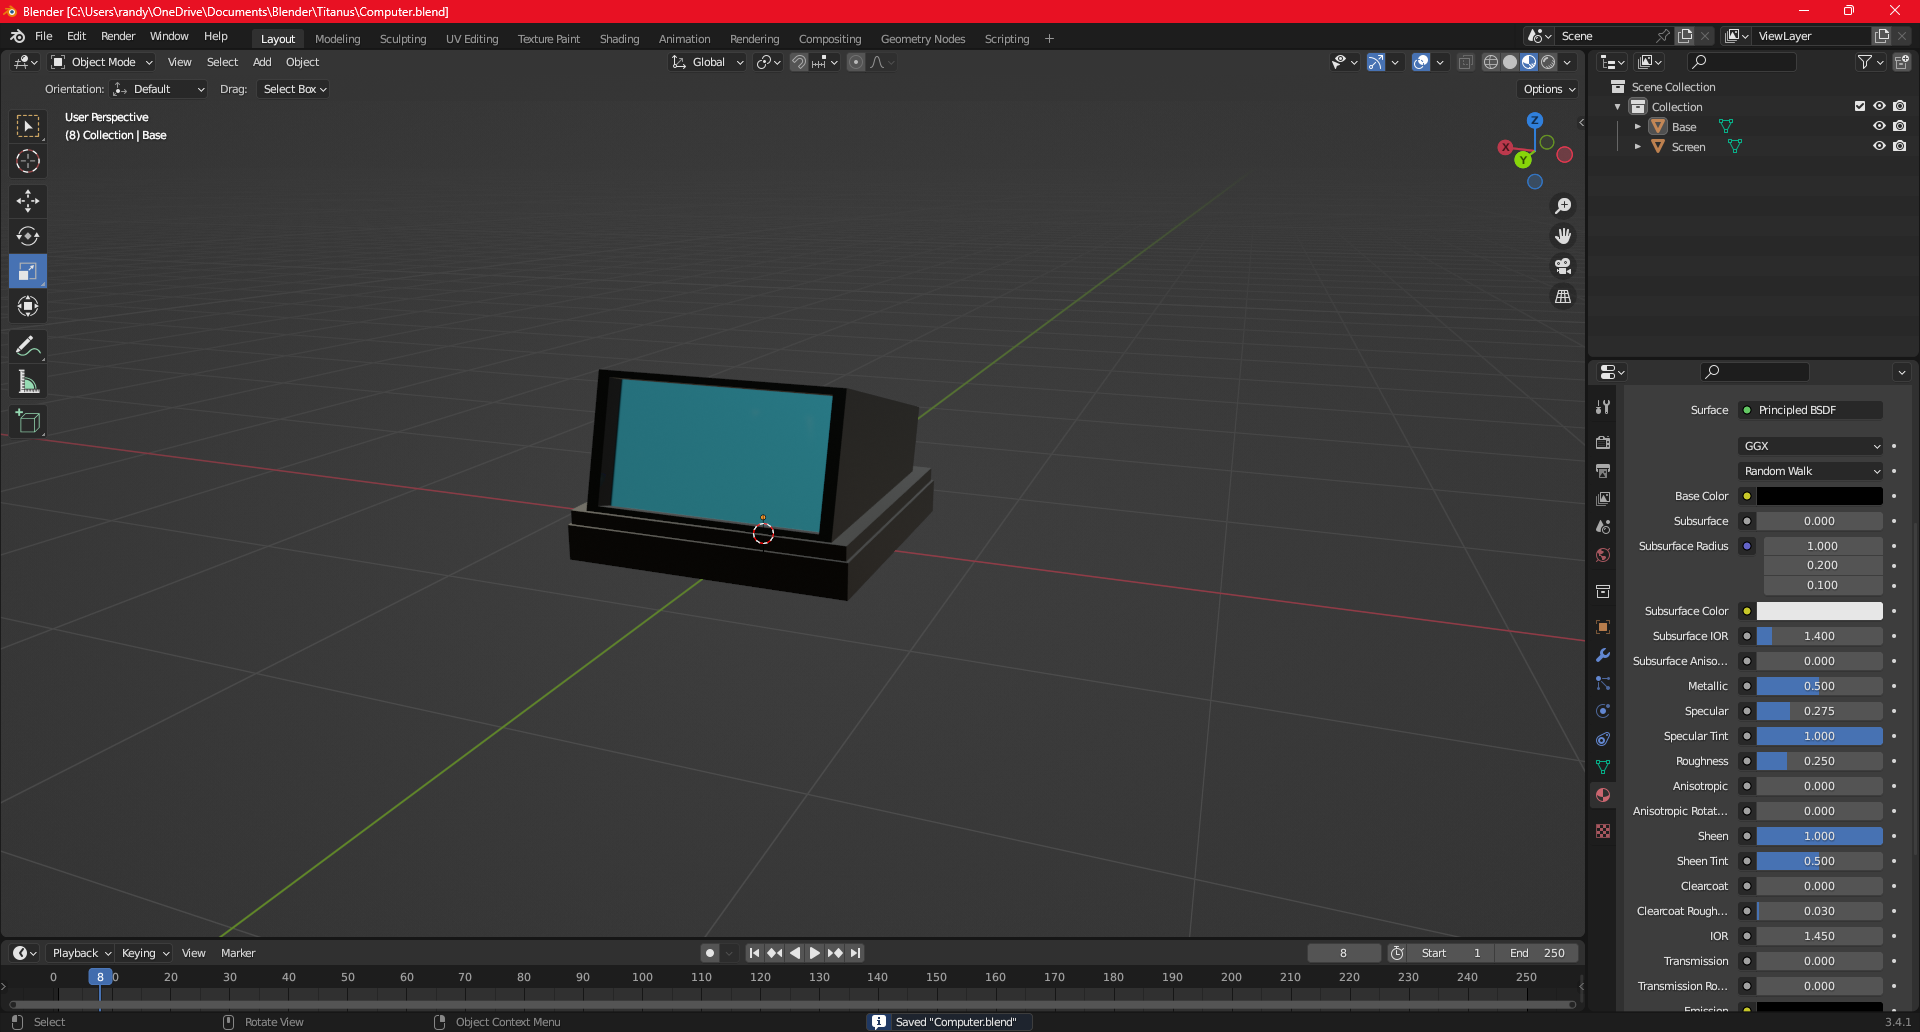 Blender [C:\Users\randy\OneDrive\Documents\Blender\Titanus\Computer.blend]
File Edit Render Window Help Layout Modeling Sculpting UV Editing Texture Paint Shading Animation Rendering Compositing Geometry Nodes Scripting + Scene ViewLayer
Object Mode View Select Add Object Global
Orientation: Default Drag: Select Box Options
User Perspective
(8) Collection | Base
Z
X
Y
Scene Collection
Collection
Base
Screen
Surface Principled BSDF
GGX
Random Walk
Base Color
Subsurface 0.000
Subsurface Radius 1.000
0.200
0.100
Subsurface Color
Subsurface IOR 1.400
Subsurface Aniso... 0.000
Metallic 0.500
Specular 0.275
Specular Tint 1.000
Roughness 0.250
Anisotropic 0.000
Anisotropic Rotat... 0.000
Sheen 1.000
Sheen Tint 0.500
Clearcoat 0.000
Clearcoat Rough... 0.030
IOR 1.450
Transmission 0.000
Transmission Ro... 0.000
Emission
Playback Keying View Marker 8 Start 1 End 250
0 8 0 20 30 40 50 60 70 80 90 100 110 120 130 140 150 160 170 180 190 200 210 220 230 240 250
Select Rotate View Object Context Menu Saved "Computer.blend" 3.4.1